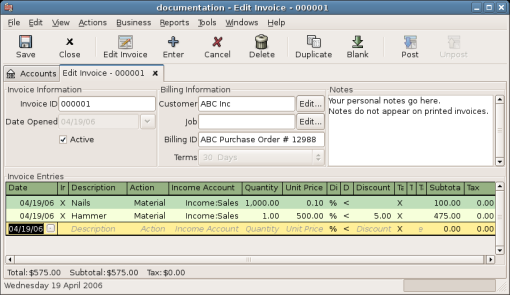 documentation - Edit Invoice - 000001
File Edit View Actions Business Reports Tools Windows Help
Save Close Edit Invoice Enter Cancel Delete Duplicate Blank Post Unpost
Accounts Edit Invoice - 000001 x
Invoice Information Billing Information Notes
Invoice ID 000001 Customer ABC Inc Edit... Your personal notes go here.
Notes do not appear on printed invoices.
Date Opened 04/19/06 Job Edit...
Active Billing ID ABC Purchase Order # 12988
Terms 30 Days
Invoice Entries
Date Ir Description Action Income Account Quantity Unit Price Di D Discount Ta T T Subtota Tax
04/19/06 X Nails Material Income:Sales 1,000.00 0.10 % < X 100.00 0.00
04/19/06 X Hammer Material Income:Sales 1.00 500.00 % < 5.00 X 475.00 0.00
04/19/06 Description Action Income Account Quantity Unit Price % < Discount X 0.00 0.00
Total: $575.00 Subtotal: $575.00 Tax: $0.00
Wednesday 19 April 2006